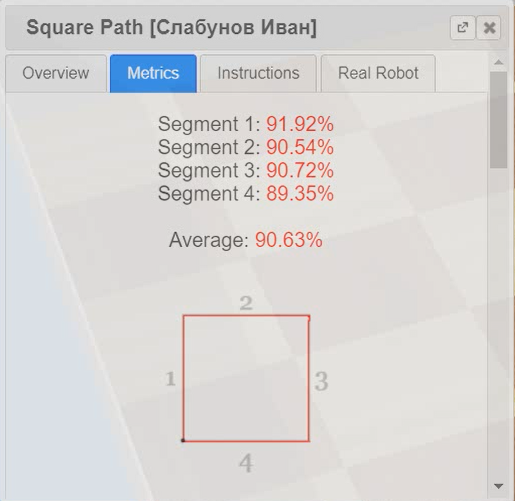 Square Path [Слабунов Иван]
Overview Metrics Instructions Real Robot
Segment 1: 91.92%
Segment 2: 90.54%
Segment 3: 90.72%
Segment 4: 89.35%
Average: 90.63%
2
1 3
4